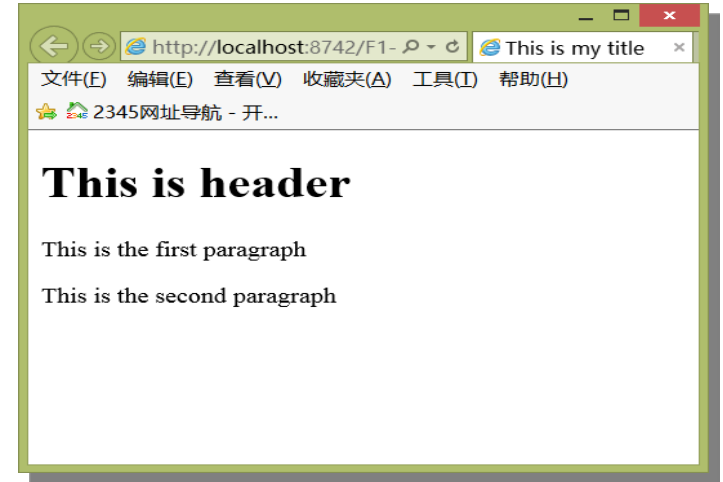 http://localhost:8742/F1- This is my title
文件(F) 编辑(E) 查看(V) 收藏夹(A) 工具(T) 帮助(H)
2345网址导航 - 开...
This is header
This is the first paragraph
This is the second paragraph